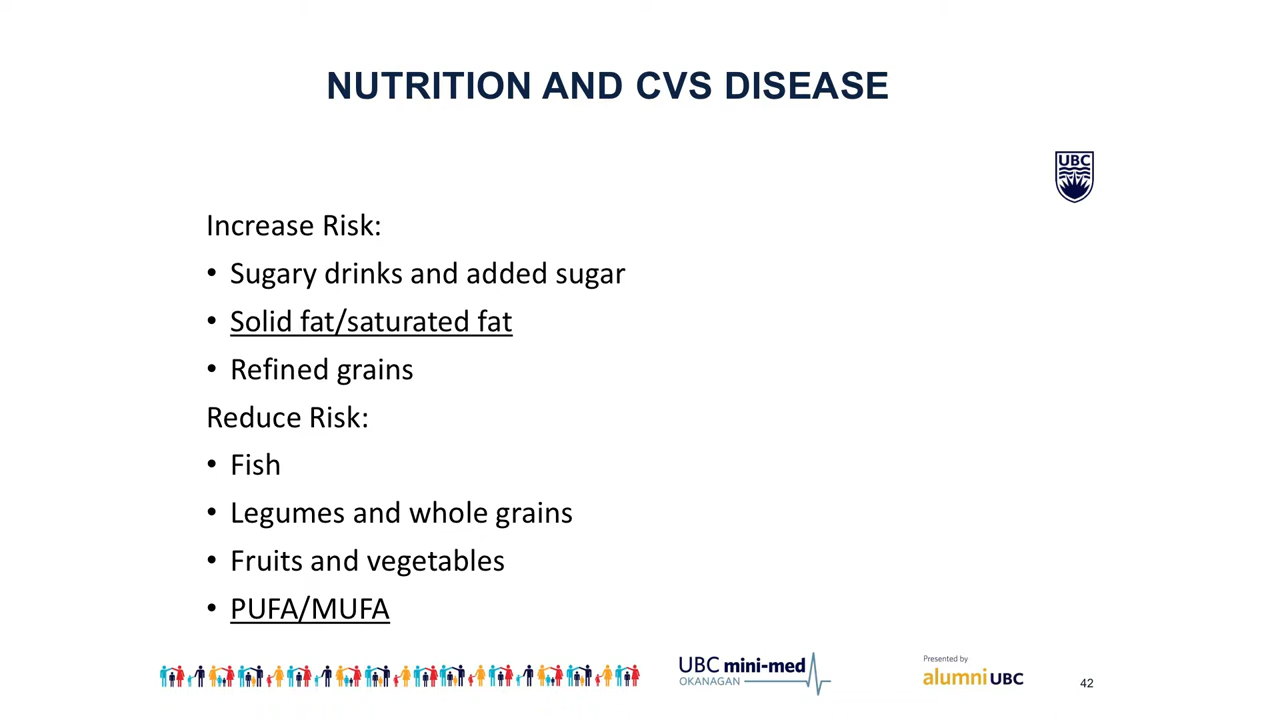 NUTRITION AND CVS DISEASE
UBC
Increase Risk:
• Sugary drinks and added sugar
• Solid fat/saturated fat
• Refined grains
Reduce Risk:
• Fish
• Legumes and whole grains
• Fruits and vegetables
• PUFA/MUFA
UBC mini-med
OKANAGAN
Presented by
alumni UBC
42